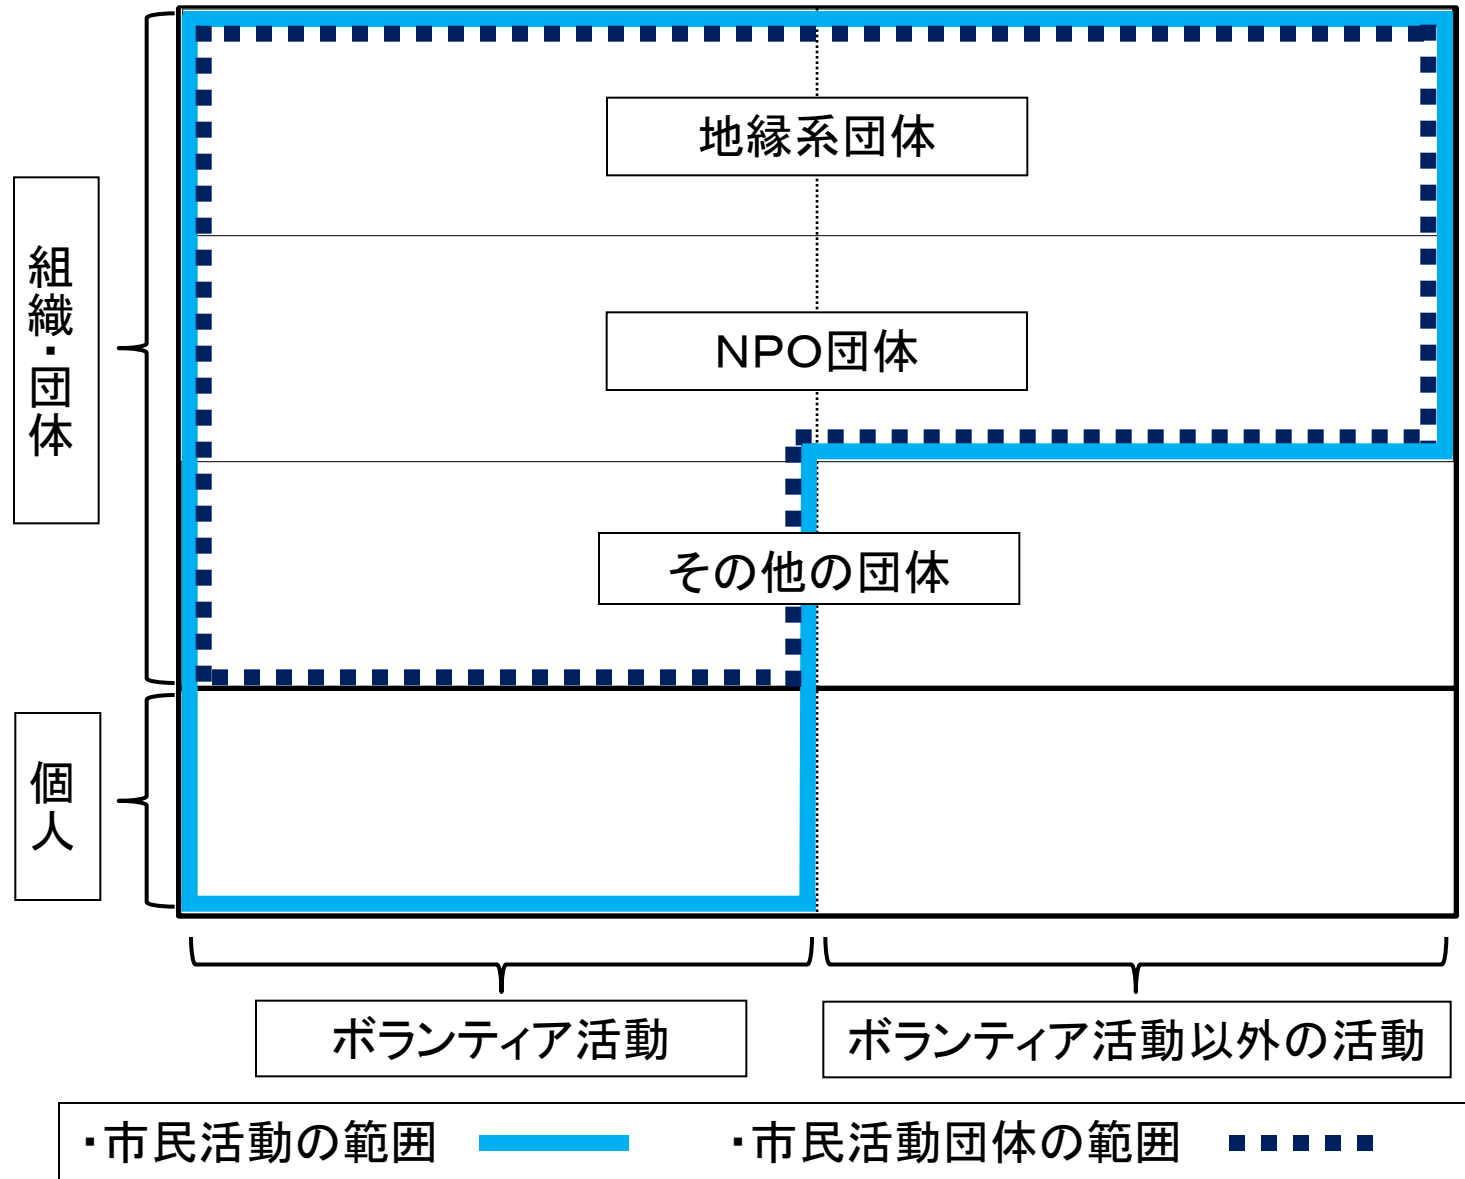 地縁系団体
組織・団体
NPO団体
その他の団体
個人
ボランティア活動
ボランティア活動以外の活動
・市民活動の範囲
・市民活動団体の範囲